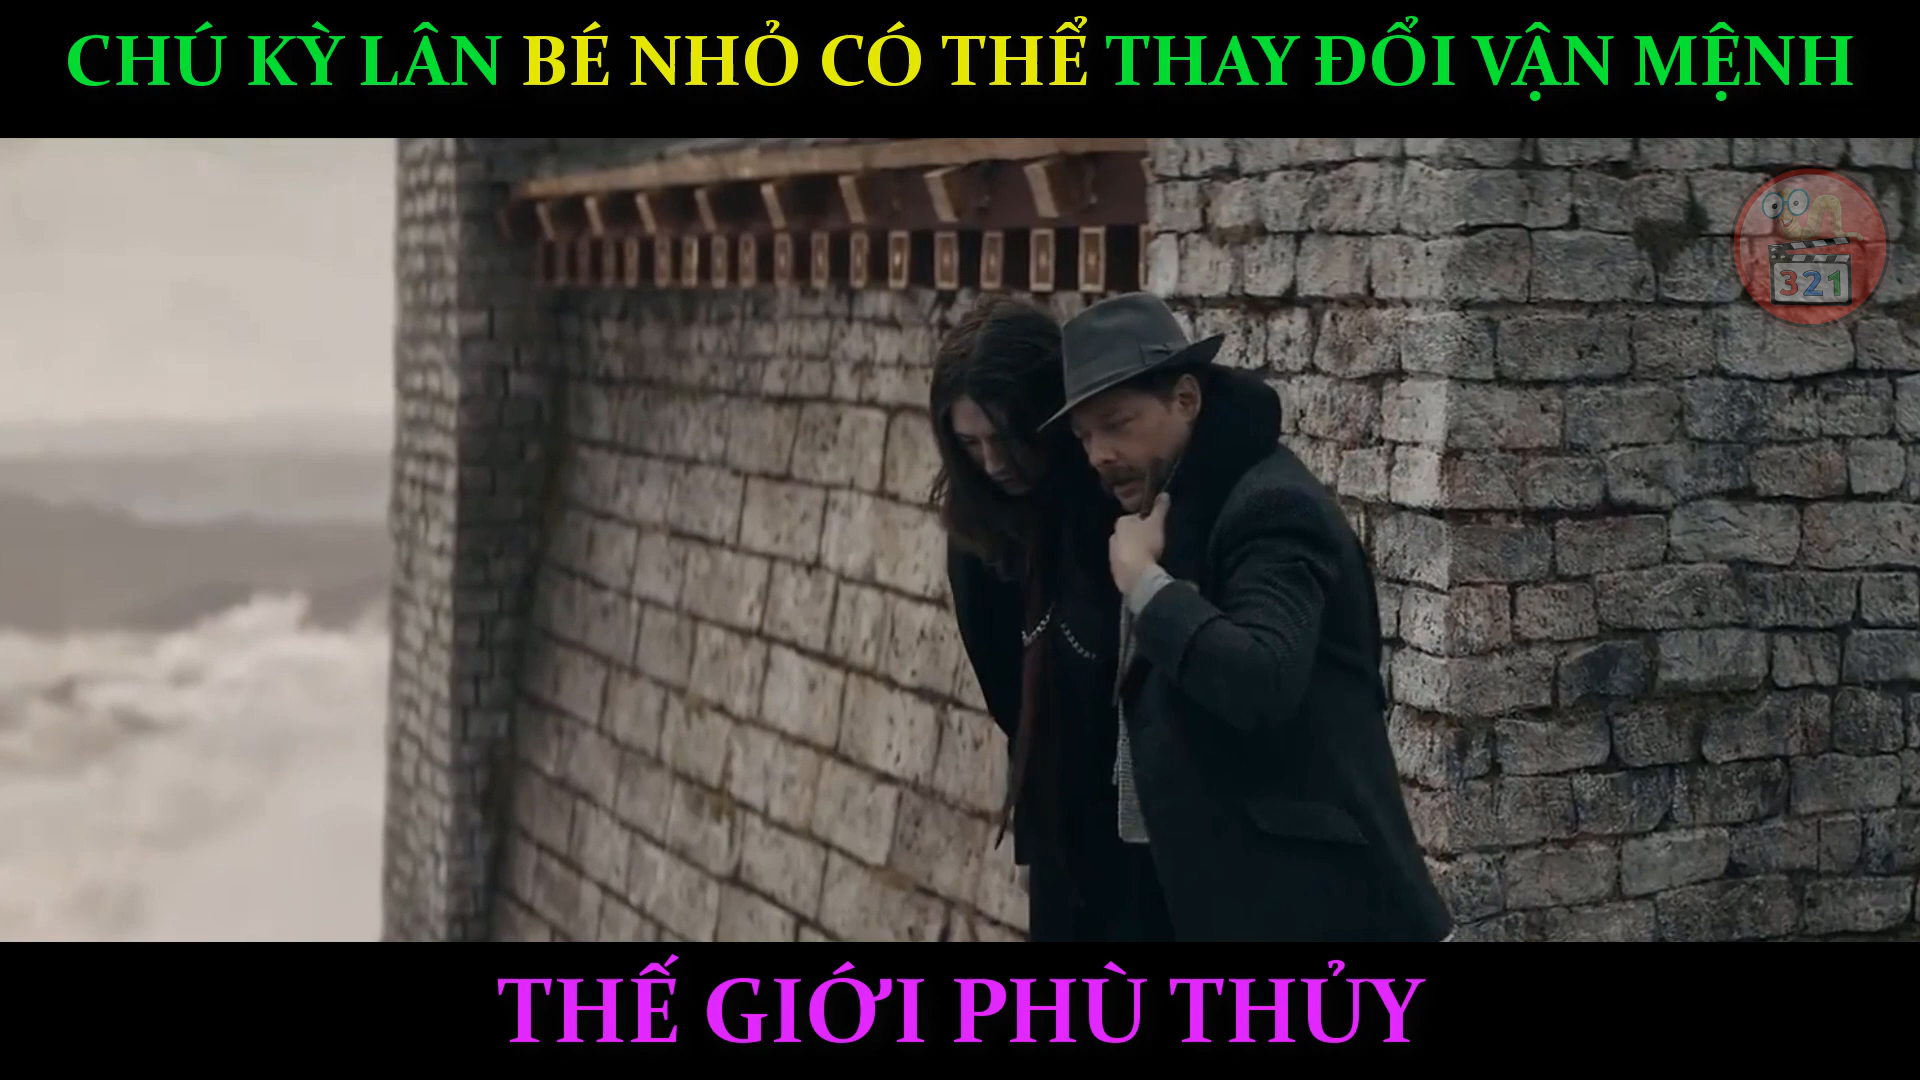 CHÚ KỲ LÂN BÉ NHỎ CÓ THỂ THAY ĐỔI VẬN MỆNH
321
THẾ GIỚI PHÙ THỦY